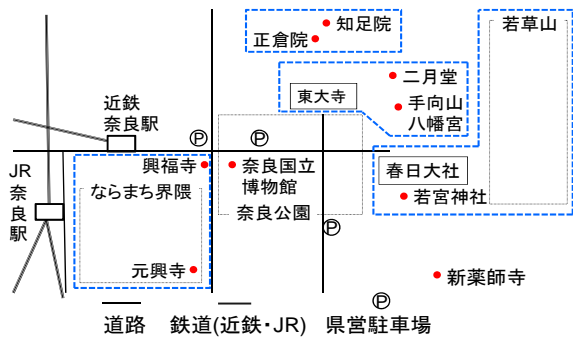 知足院
正倉院
若草山
二月堂
東大寺
手向山
八幡宮
近鉄
奈良駅
Ⓟ
Ⓟ
興福寺
奈良国立
博物館
春日大社
JR
奈良駅
ならまち界隈
若宮神社
奈良公園
Ⓟ
元興寺
新薬師寺
Ⓟ
道路
鉄道(近鉄・JR)
県営駐車場